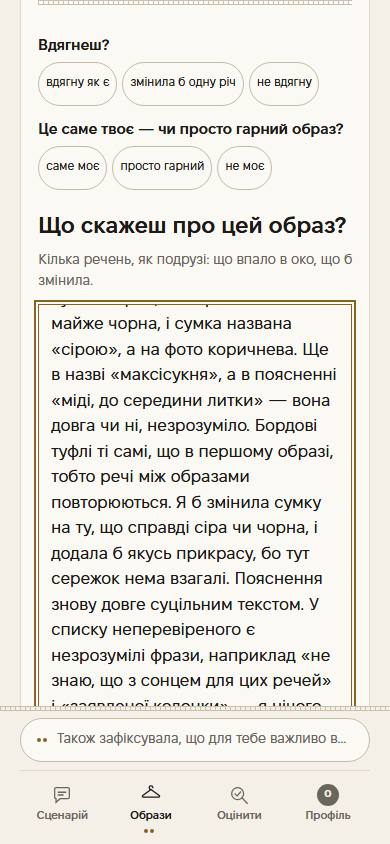 Вдягнеш?
вдягну як є
змінила б одну річ
не вдягну
Це саме твоє — чи просто гарний образ?
саме моє
просто гарний
не моє
Що скажеш про цей образ?
Кілька речень, як подрузі: що впало в око, що б
змінила.
майже чорна, і сумка названа
«сірою», а на фото коричнева. Ще
в назві «максісукня», а в поясненні
«міді, до середини литки» — вона
довга чи ні, незрозуміло. Бордові
туфлі ті самі, що в першому образі,
тобто речі між образами
повторюються. Я б змінила сумку
на ту, що справді сіра чи чорна, і
додала б якусь прикрасу, бо тут
сережок нема взагалі. Пояснення
знову довге суцільним текстом. У
списку неперевіреного є
незрозумілі фрази, наприклад «не
знаю, що з сонцем для цих речей»
Також зафіксувала, що для тебе важливо в...
Сценарій
Образи
Оцінити
О
Профіль